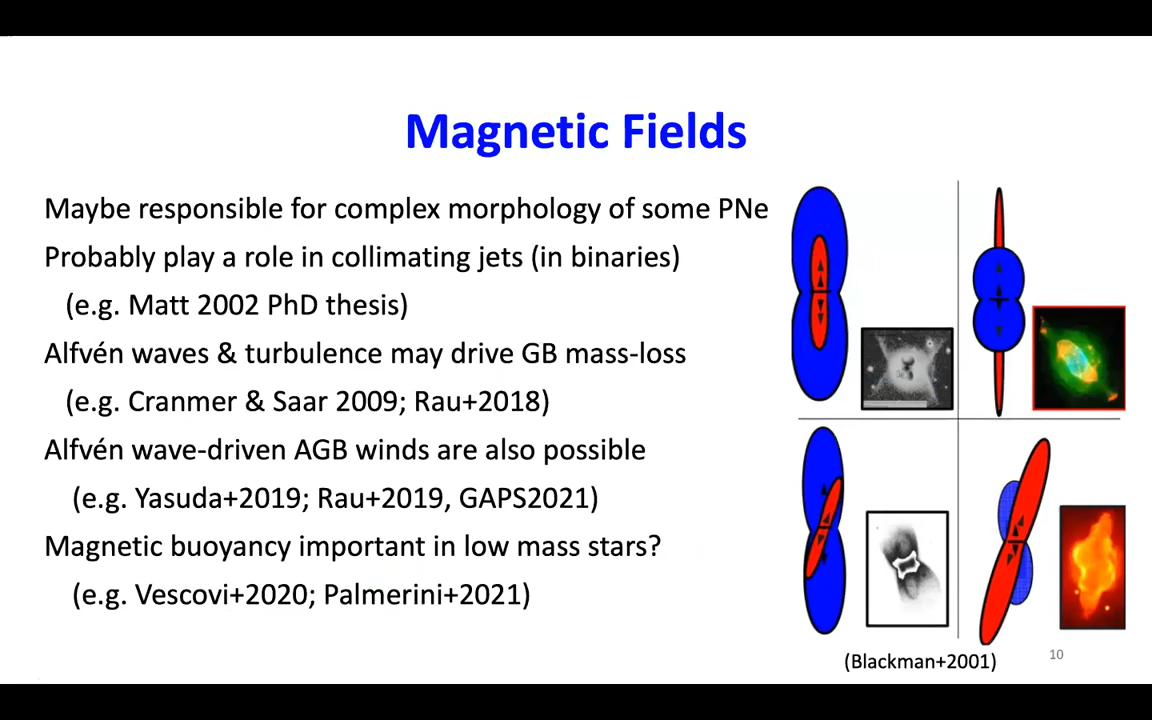 Magnetic Fields
Maybe responsible for complex morphology of some PNe
Probably play a role in collimating jets (in binaries)
(e.g. Matt 2002 PhD thesis)
Alfvén waves & turbulence may drive GB mass-loss
(e.g. Cranmer & Saar 2009; Rau+2018)
Alfvén wave-driven AGB winds are also possible
(e.g. Yasuda+2019; Rau+2019, GAPS2021)
Magnetic buoyancy important in low mass stars?
(e.g. Vescovi+2020; Palmerini+2021)
(Blackman+2001)
10